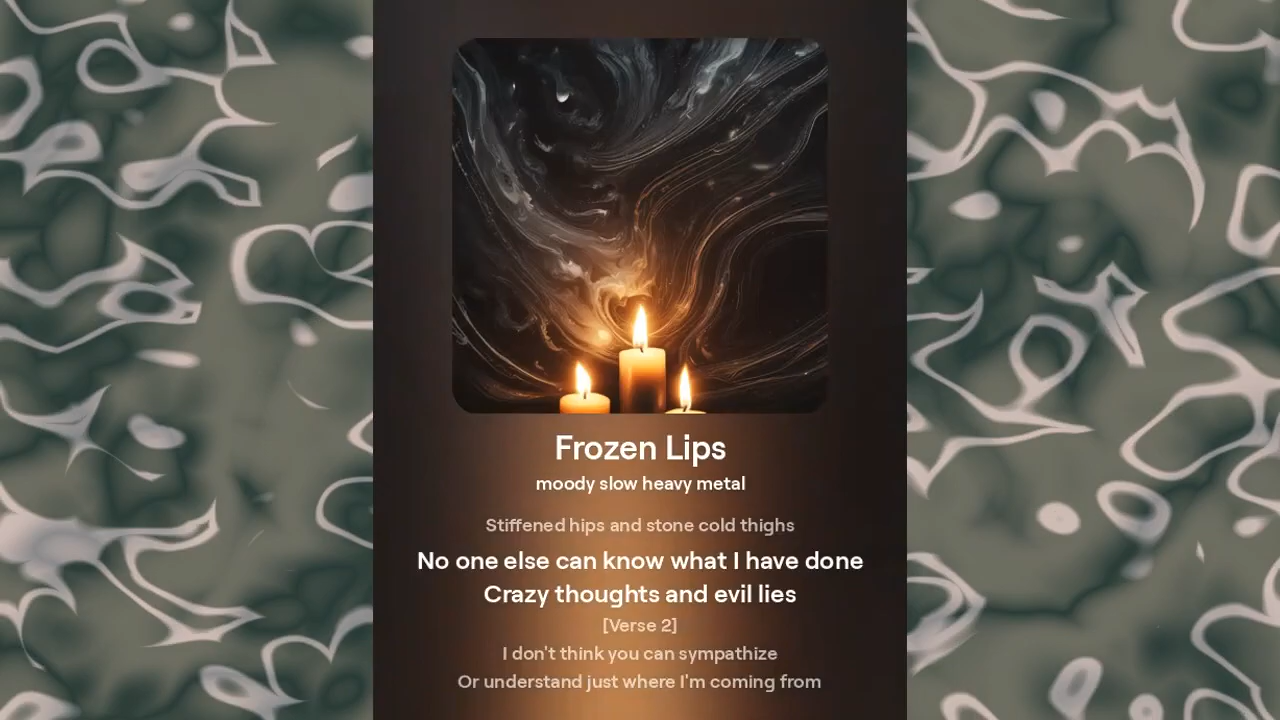 Frozen Lips
moody slow heavy metal
Stiffened hips and stone cold thighs
No one else can know what I have done
Crazy thoughts and evil lies
[Verse 2]
I don't think you can sympathize
Or understand just where I'm coming from